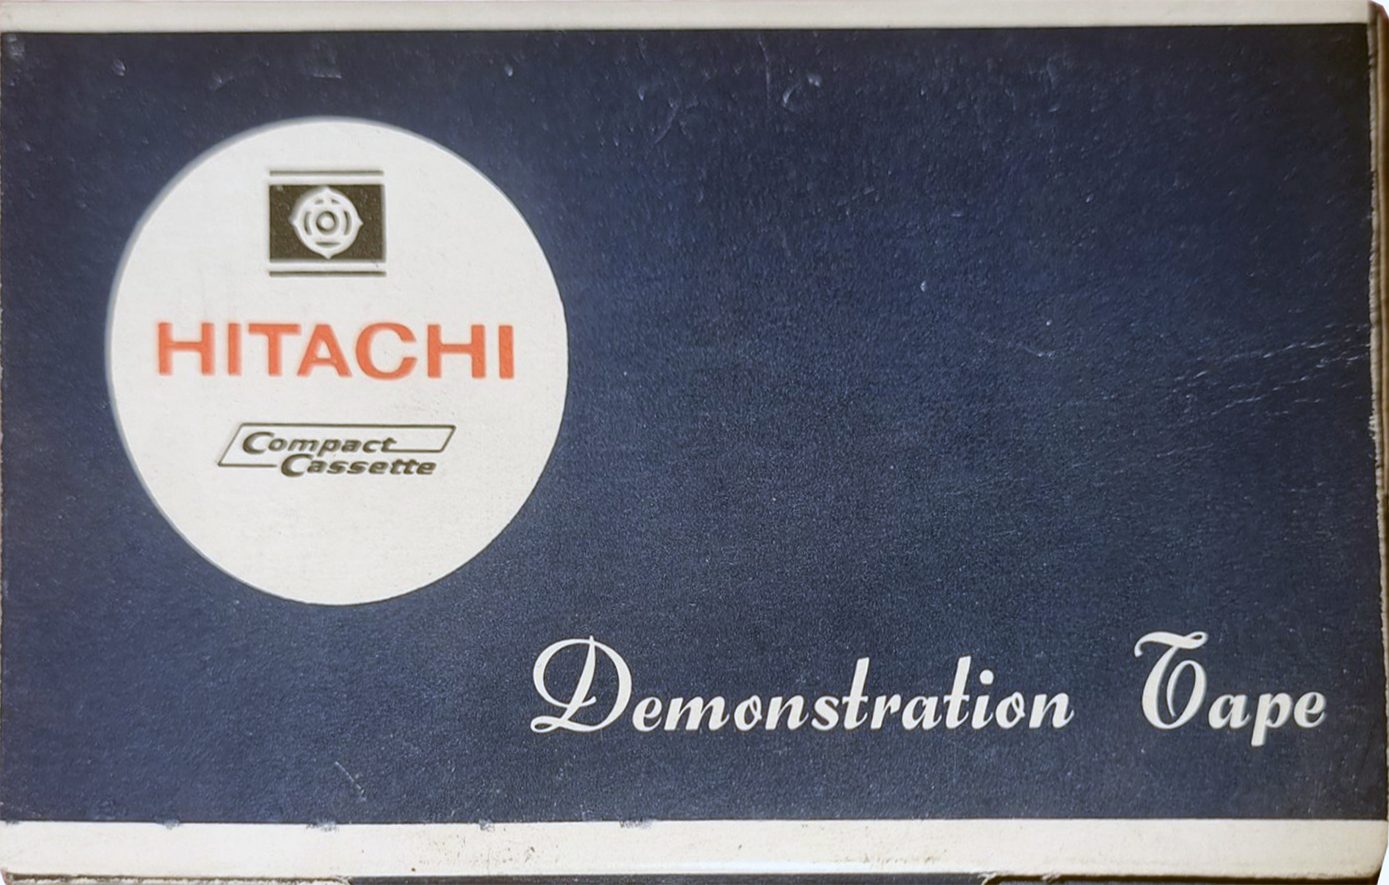 HITACHI
Compact
Cassette
Demonstration Tape